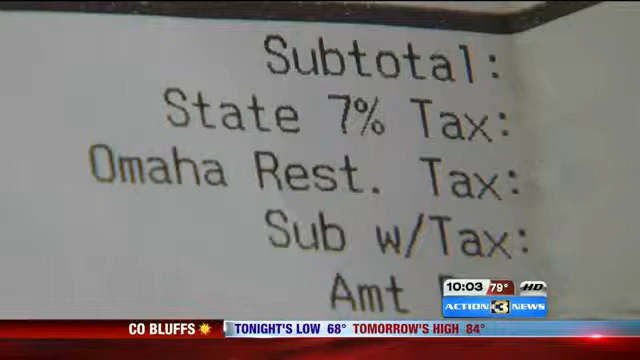 Subtotal:
State 7% Tax:
Omaha Rest. Tax:
Sub w/Tax:
Amt
10:03 79° HD
ACTION 3 NEWS
CO BLUFFS TONIGHT'S LOW 68° TOMORROW'S HIGH 84°